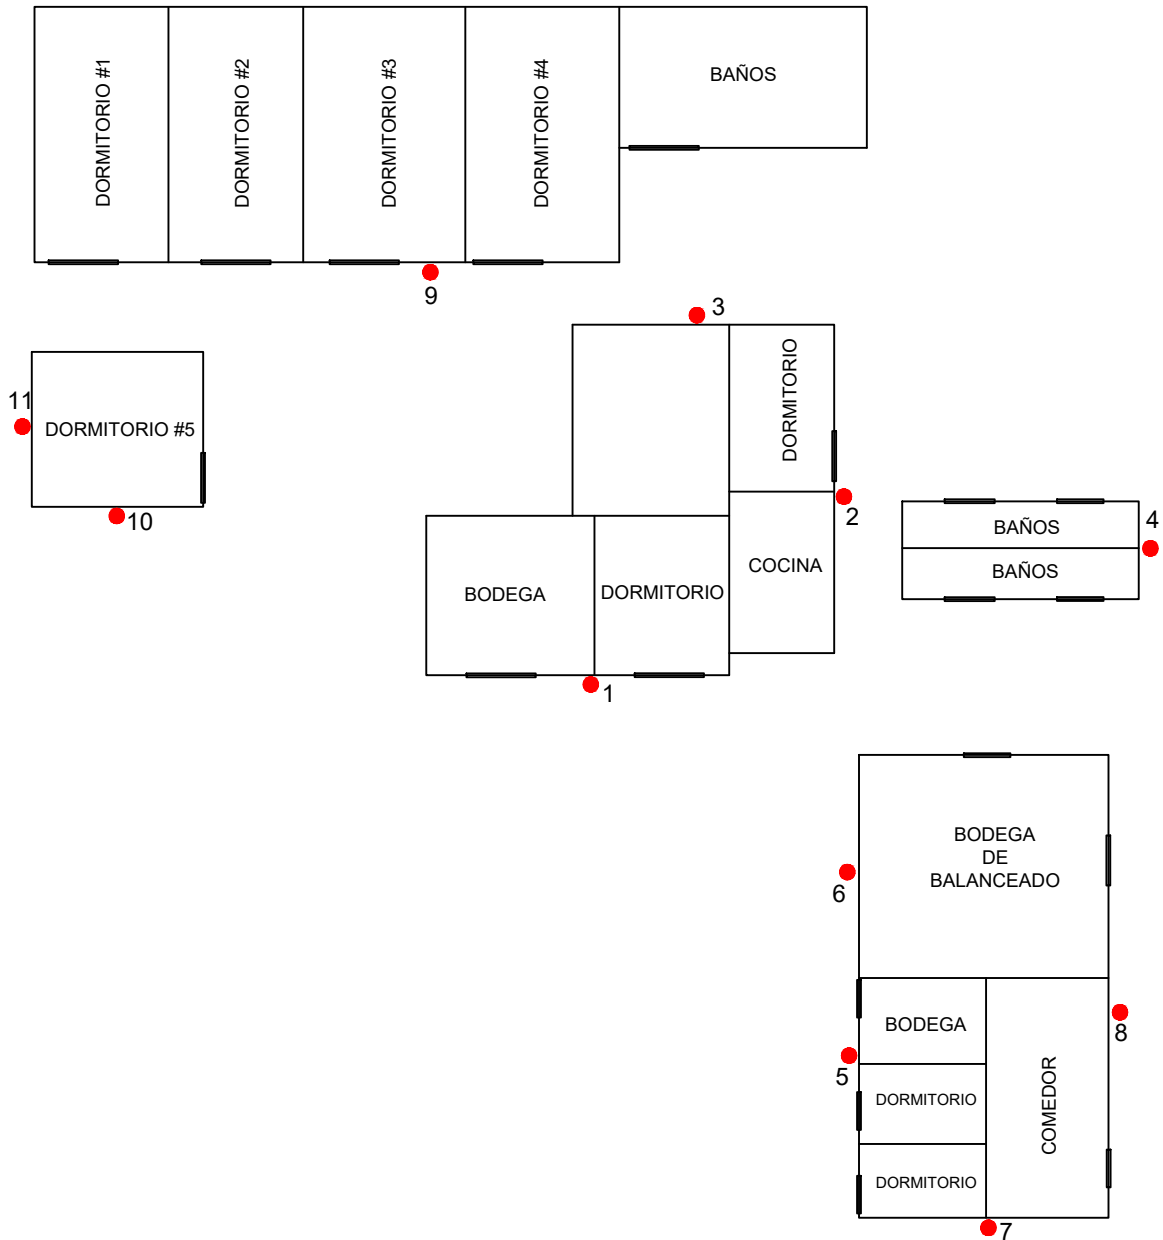 DORMITORIO #1
DORMITORIO #2
DORMITORIO #3
DORMITORIO #4
BAÑOS
9
3
11
DORMITORIO #5
10
DORMITORIO
2
4
BAÑOS
BAÑOS
COCINA
BODEGA
DORMITORIO
1
BODEGA
DE
BALANCEADO
6
8
BODEGA
5
DORMITORIO
COMEDOR
DORMITORIO
7